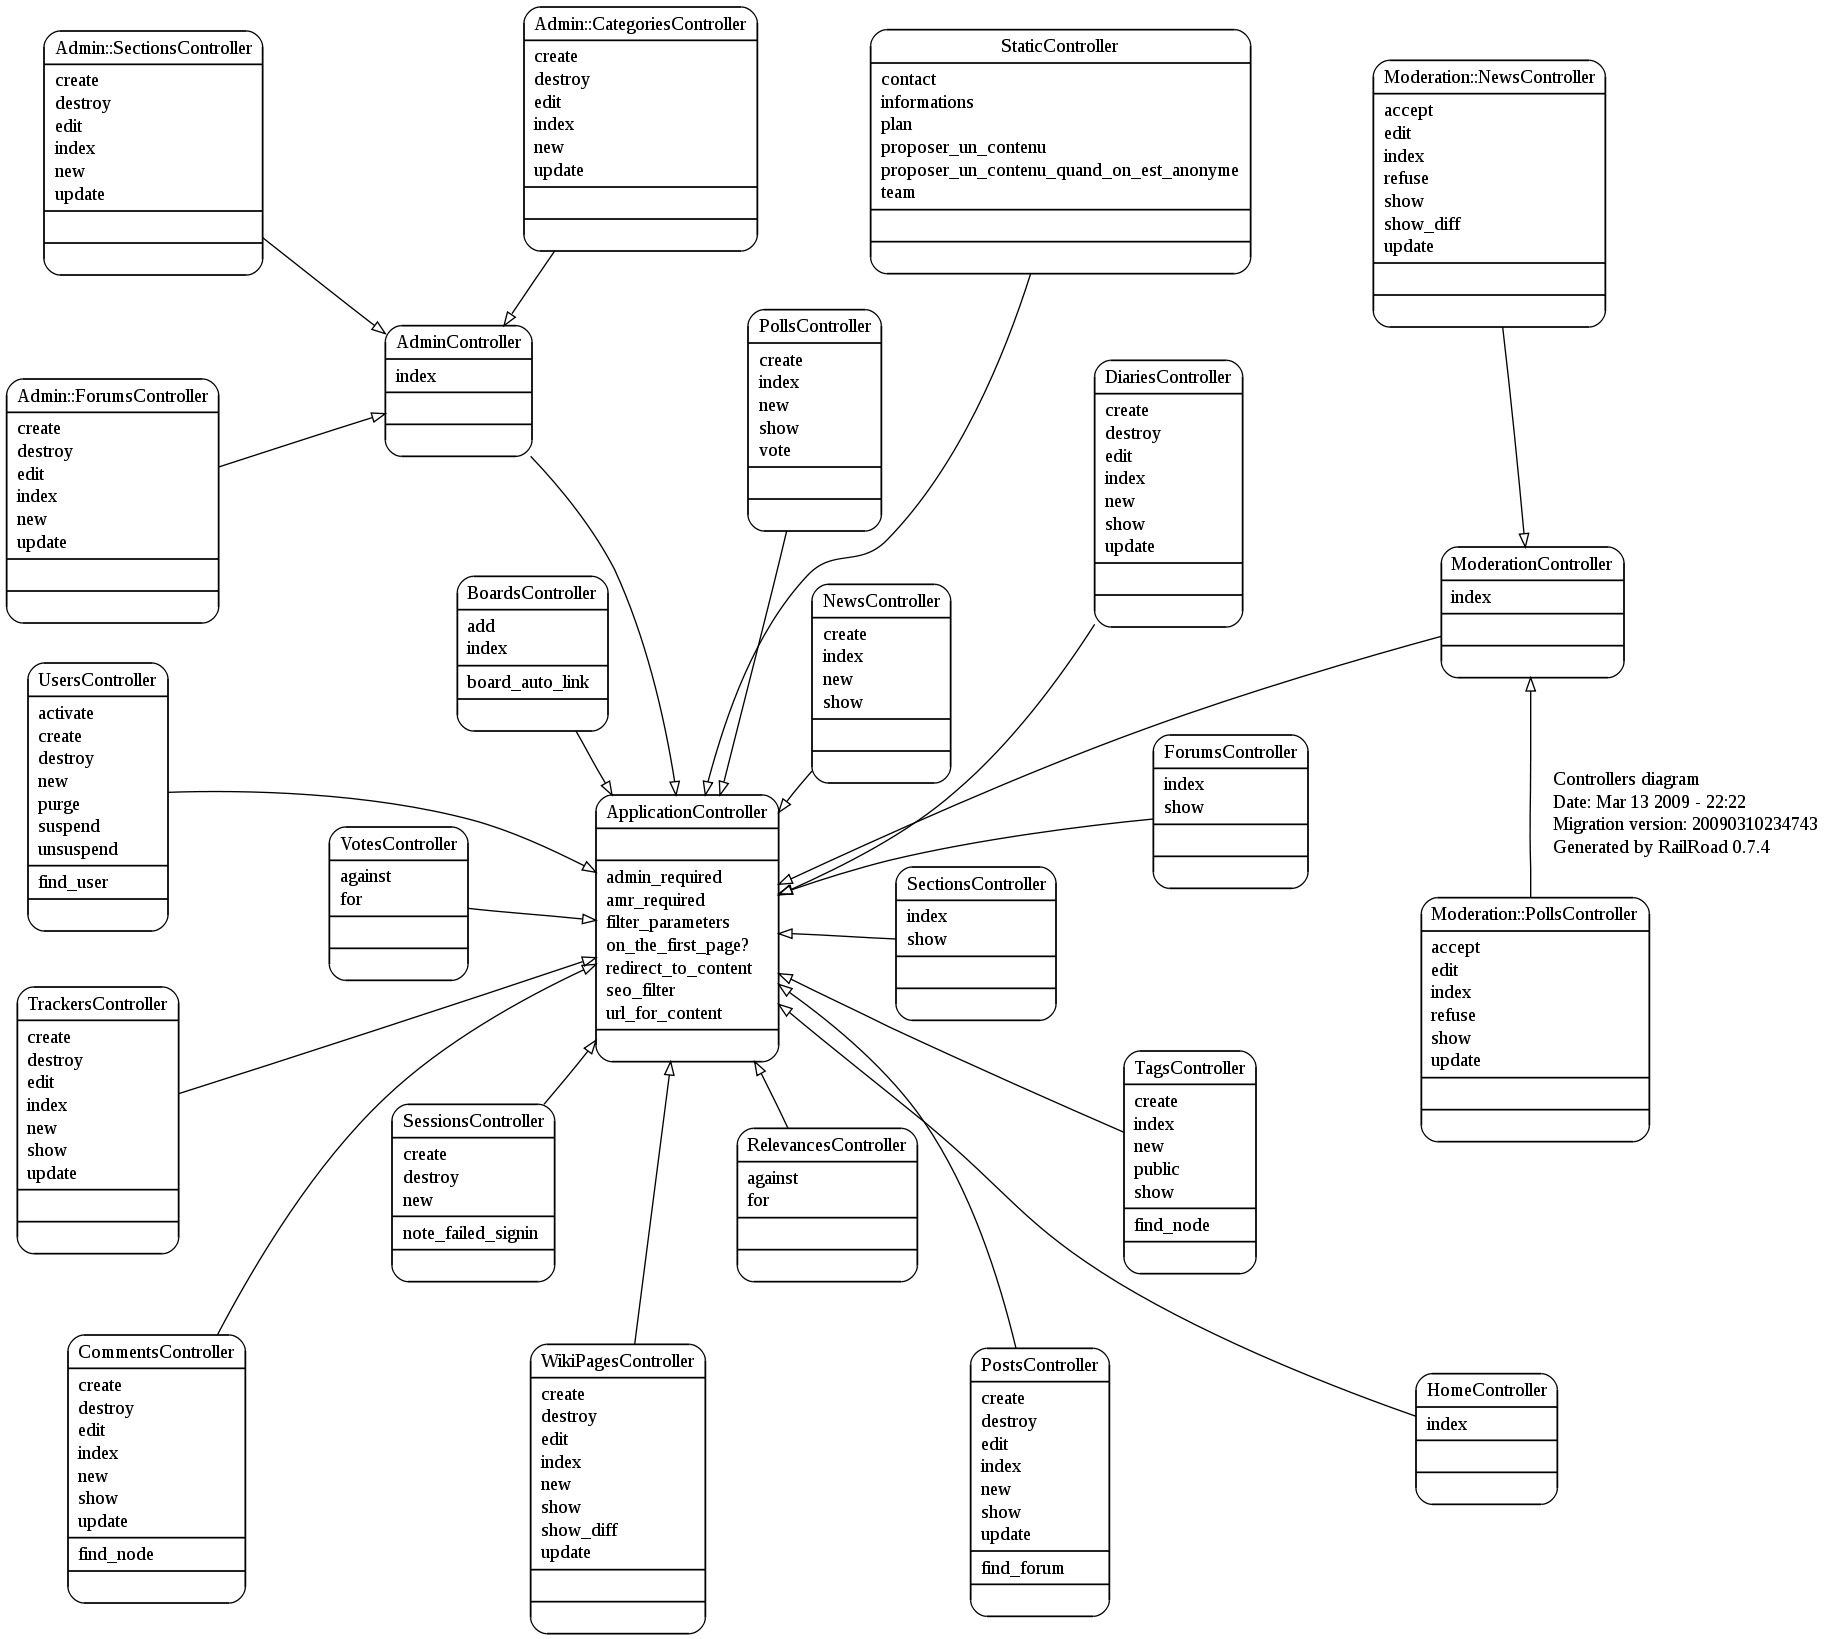 Admin::SectionsController
create
destroy
edit
index
new
update
Admin::CategoriesController
create
destroy
edit
index
new
update
StaticController
contact
informations
plan
proposer_un_contenu
proposer_un_contenu_quand_on_est_anonyme
team
Moderation::NewsController
accept
edit
index
refuse
show
show_diff
update
AdminController
index
PollsController
create
index
new
show
vote
DiariesController
create
destroy
edit
index
new
show
update
Admin::ForumsController
create
destroy
edit
index
new
update
ModerationController
index
BoardsController
add
index
board_auto_link
NewsController
create
index
new
show
UsersController
activate
create
destroy
new
purge
suspend
unsuspend
find_user
ForumsController
index
show
Controllers diagram
Date: Mar 13 2009 - 22:22
Migration version: 20090310234743
Generated by RailRoad 0.7.4
ApplicationController
admin_required
amr_required
filter_parameters
on_the_first_page?
redirect_to_content
seo_filter
url_for_content
VotesController
against
for
SectionsController
index
show
Moderation::PollsController
accept
edit
index
refuse
show
update
TrackersController
create
destroy
edit
index
new
show
update
SessionsController
create
destroy
new
note_failed_signin
RelevancesController
against
for
TagsController
create
index
new
public
show
find_node
CommentsController
create
destroy
edit
index
new
show
update
find_node
WikiPagesController
create
destroy
edit
index
new
show
show_diff
update
PostsController
create
destroy
edit
index
new
show
update
find_forum
HomeController
index